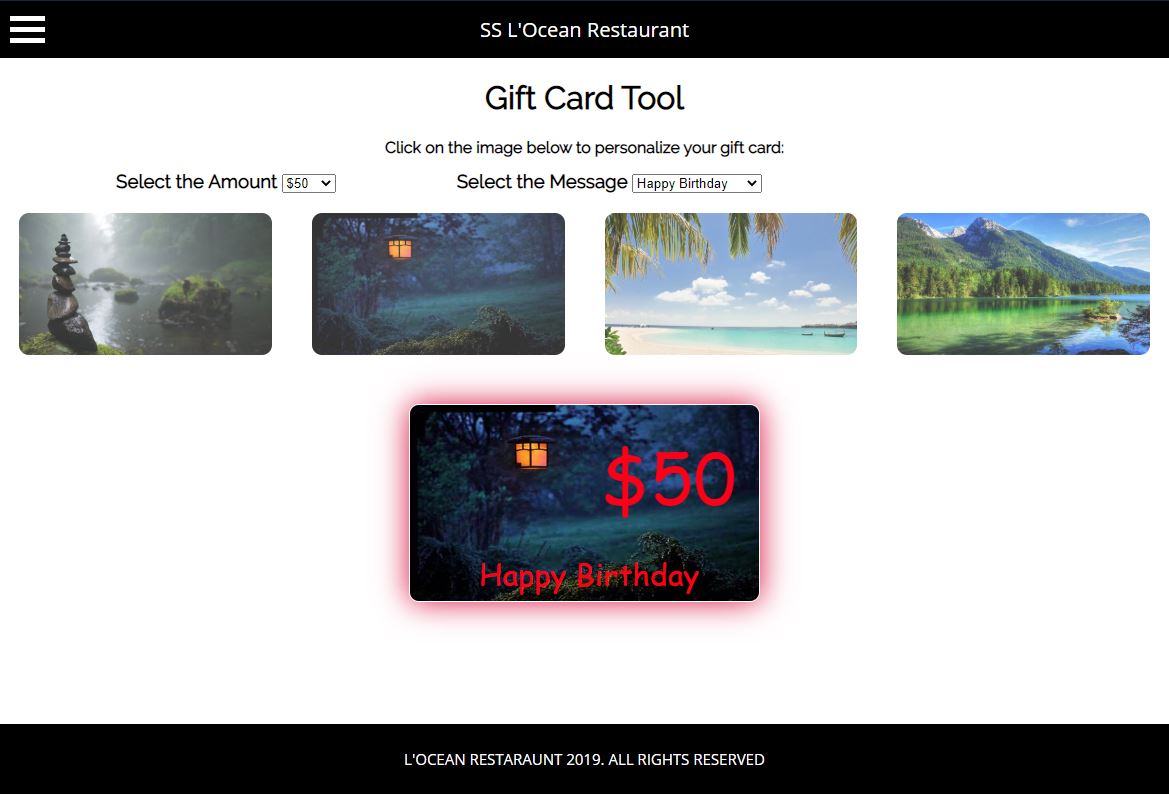 SS L'Ocean Restaurant
Gift Card Tool
Click on the image below to personalize your gift card:
Select the Amount $50 Select the Message Happy Birthday
$50
Happy Birthday
L'OCEAN RESTARAUNT 2019. ALL RIGHTS RESERVED